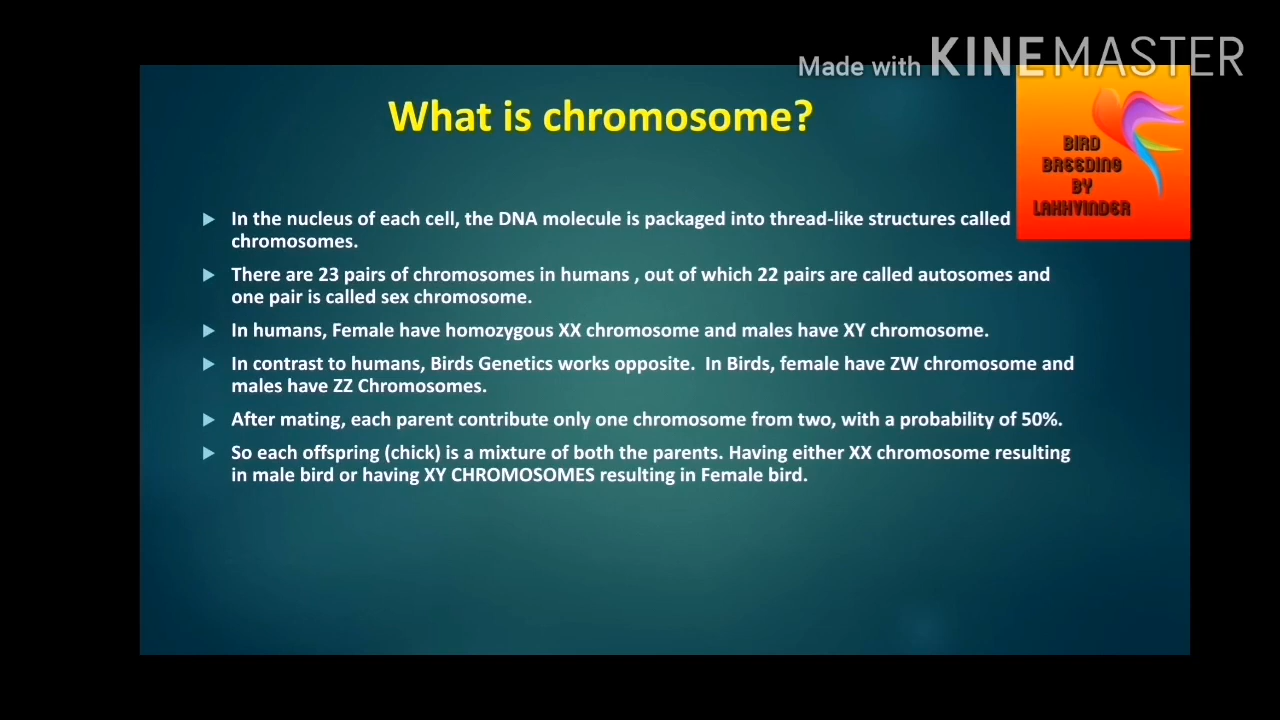 Made with KINEMASTER
What is chromosome?
BIRD
BREEDING
BY
LAKHVINDER
In the nucleus of each cell, the DNA molecule is packaged into thread-like structures called
chromosomes.
There are 23 pairs of chromosomes in humans , out of which 22 pairs are called autosomes and
one pair is called sex chromosome.
In humans, Female have homozygous XX chromosome and males have XY chromosome.
In contrast to humans, Birds Genetics works opposite.  In Birds, female have ZW chromosome and
males have ZZ Chromosomes.
After mating, each parent contribute only one chromosome from two, with a probability of 50%.
So each offspring (chick) is a mixture of both the parents. Having either XX chromosome resulting
in male bird or having XY CHROMOSOMES resulting in Female bird.